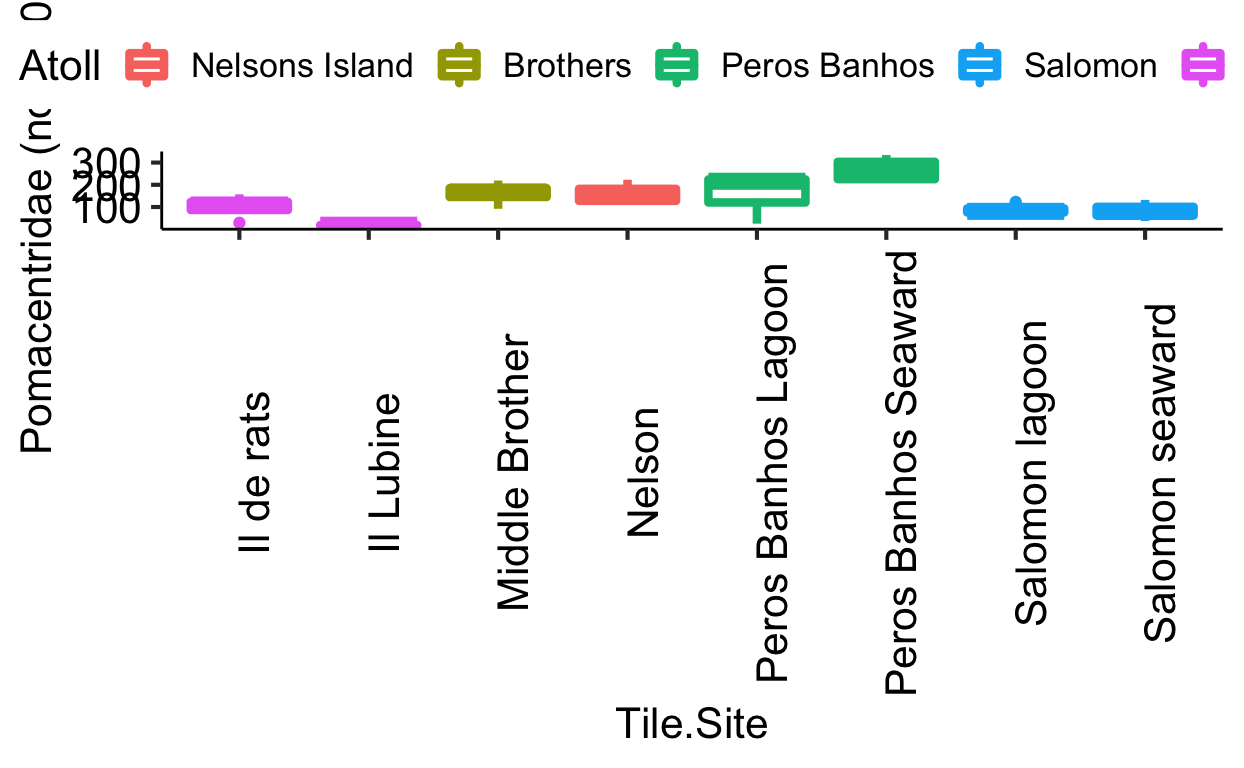 0
Atoll Nelsons Island Brothers Peros Banhos Salomon
Pomacentridae
300
200
100
Il de rats
Il Lubine
Middle Brother
Nelson
Peros Banhos Lagoon
Peros Banhos Seaward
Salomon lagoon
Salomon seaward
Tile.Site